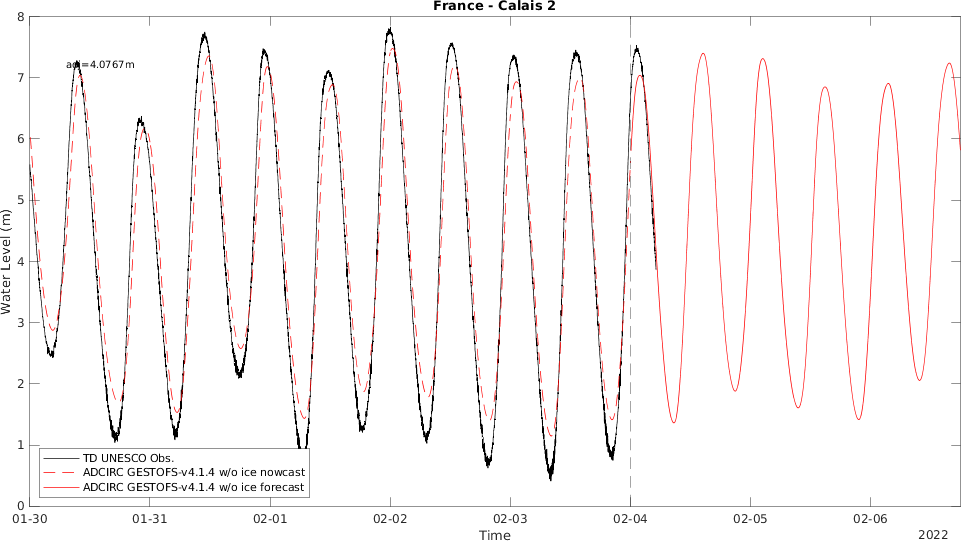 France - Calais 2
8
7
6
5
4
3
2
1
0
Water Level (m)
adj=4.0767m
TD UNESCO Obs.
ADCIRC GESTOFS-v4.1.4 w/o ice nowcast
ADCIRC GESTOFS-v4.1.4 w/o ice forecast
01-30 01-31 02-01 02-02 02-03 02-04 02-05 02-06
Time
2022